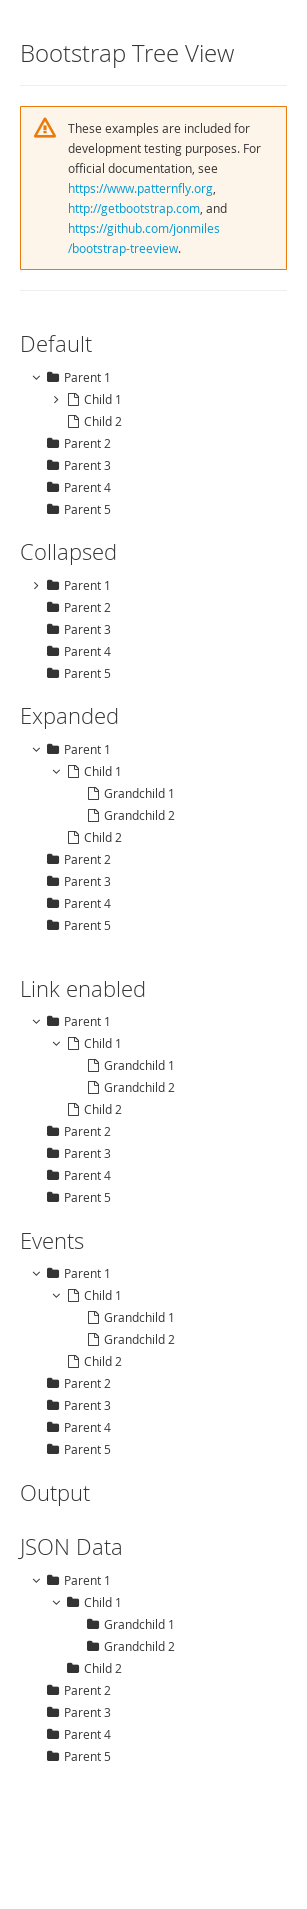 Bootstrap Tree View
These examples are included for
development testing purposes. For
official documentation, see
https://www.patternfly.org,
http://getbootstrap.com, and
https://github.com/jonmiles
/bootstrap-treeview.
Default
Parent 1
Child 1
Child 2
Parent 2
Parent 3
Parent 4
Parent 5
Collapsed
Parent 1
Parent 2
Parent 3
Parent 4
Parent 5
Expanded
Parent 1
Child 1
Grandchild 1
Grandchild 2
Child 2
Parent 2
Parent 3
Parent 4
Parent 5
Link enabled
Parent 1
Child 1
Grandchild 1
Grandchild 2
Child 2
Parent 2
Parent 3
Parent 4
Parent 5
Events
Parent 1
Child 1
Grandchild 1
Grandchild 2
Child 2
Parent 2
Parent 3
Parent 4
Parent 5
Output
JSON Data
Parent 1
Child 1
Grandchild 1
Grandchild 2
Child 2
Parent 2
Parent 3
Parent 4
Parent 5